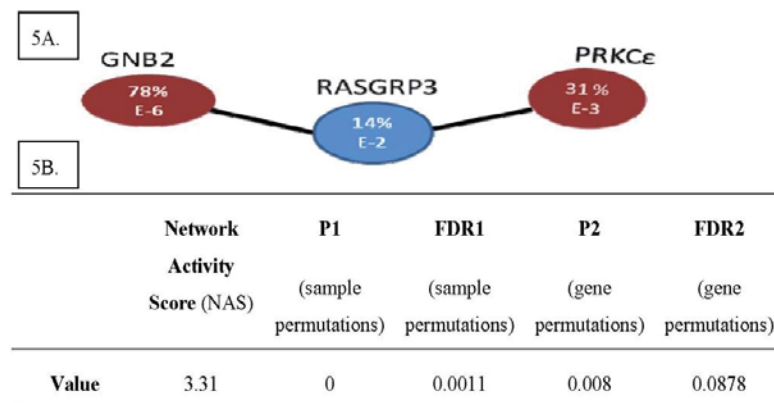 5A.
GNB2
78%
E-6
RASGRP3
14%
E-2
PRKCε
31%
E-3
5B.
Network Activity Score (NAS)
P1 (sample permutations)
FDR1 (sample permutations)
P2 (gene permutations)
FDR2 (gene permutations)
Value 3.31 0 0.0011 0.008 0.0878